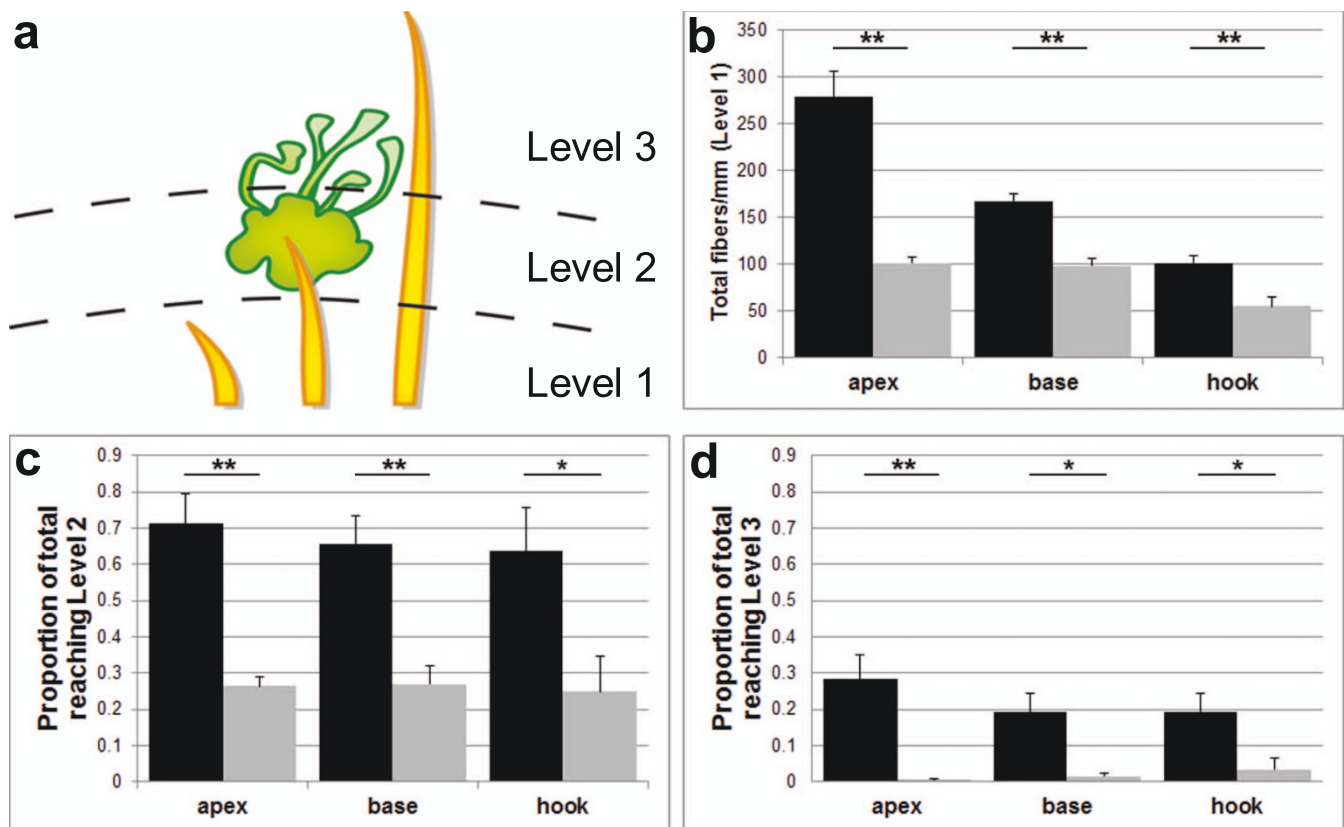 a
Level 3
Level 2
Level 1
b
Total fibers/mm (Level 1)
350
300
250
200
150
100
50
0
**
**
**
apex base hook
c
Proportion of total
reaching Level 2
0.9
0.8
0.7
0.6
0.5
0.4
0.3
0.2
0.1
0
**
**
*
apex base hook
d
Proportion of total
reaching Level 3
0.9
0.8
0.7
0.6
0.5
0.4
0.3
0.2
0.1
0
**
*
*
apex base hook